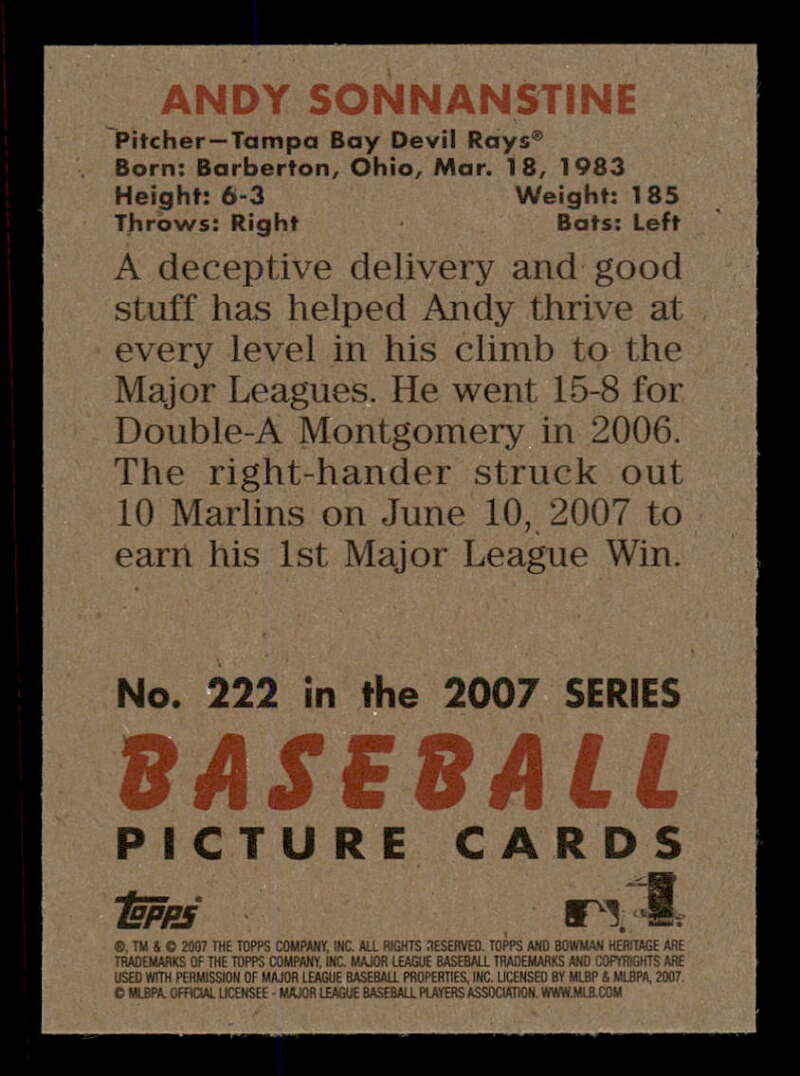 ANDY SONNANSTINE
Pitcher—Tampa Bay Devil Rays®
Born: Barberton, Ohio, Mar. 18, 1983
Height: 6-3 Weight: 185
Throws: Right Bats: Left
A deceptive delivery and good
stuff has helped Andy thrive at
every level in his climb to the
Major Leagues. He went 15-8 for
Double-A Montgomery in 2006.
The right-hander struck out
10 Marlins on June 10, 2007 to
earn his 1st Major League Win.
No. 222 in the 2007 SERIES
BASEBALL
PICTURE CARDS
Topps
®, TM & © 2007 THE TOPPS COMPANY, INC. ALL RIGHTS RESERVED. TOPPS AND BOWMAN HERITAGE ARE
TRADEMARKS OF THE TOPPS COMPANY, INC. MAJOR LEAGUE BASEBALL TRADEMARKS AND COPYRIGHTS ARE
USED WITH PERMISSION OF MAJOR LEAGUE BASEBALL PROPERTIES, INC. LICENSED BY MLBP & MLBPA, 2007.
© MLBPA. OFFICIAL LICENSEE - MAJOR LEAGUE BASEBALL PLAYERS ASSOCIATION. WWW.MLB.COM